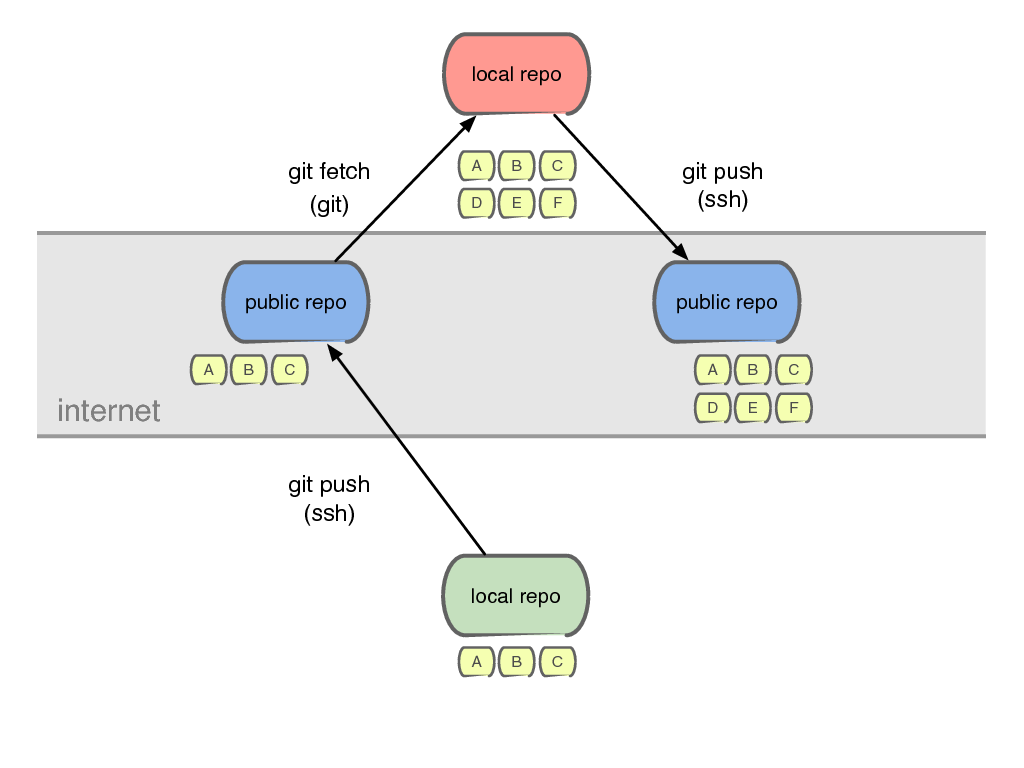 local repo
git fetch
(git)
A B C
D E F
git push
(ssh)
public repo
public repo
A B C
A B C
D E F
internet
git push
(ssh)
local repo
A B C